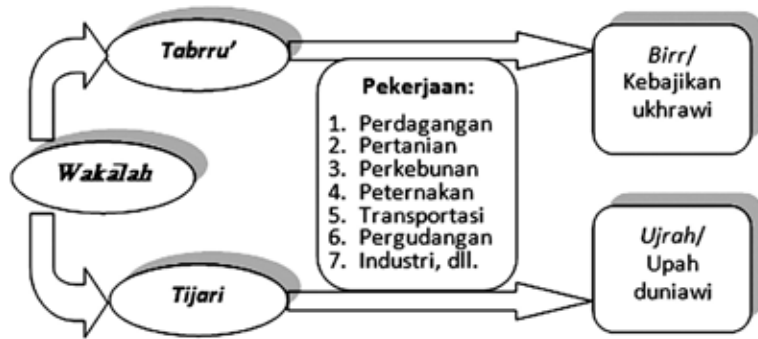 Tabrru'
Birr/
Kebajikan
ukhrawi
Pekerjaan:
1. Perdagangan
2. Pertanian
3. Perkebunan
4. Peternakan
5. Transportasi
6. Pergudangan
7. Industri, dll.
Wakālah
Tijari
Ujrah/
Upah
duniawi